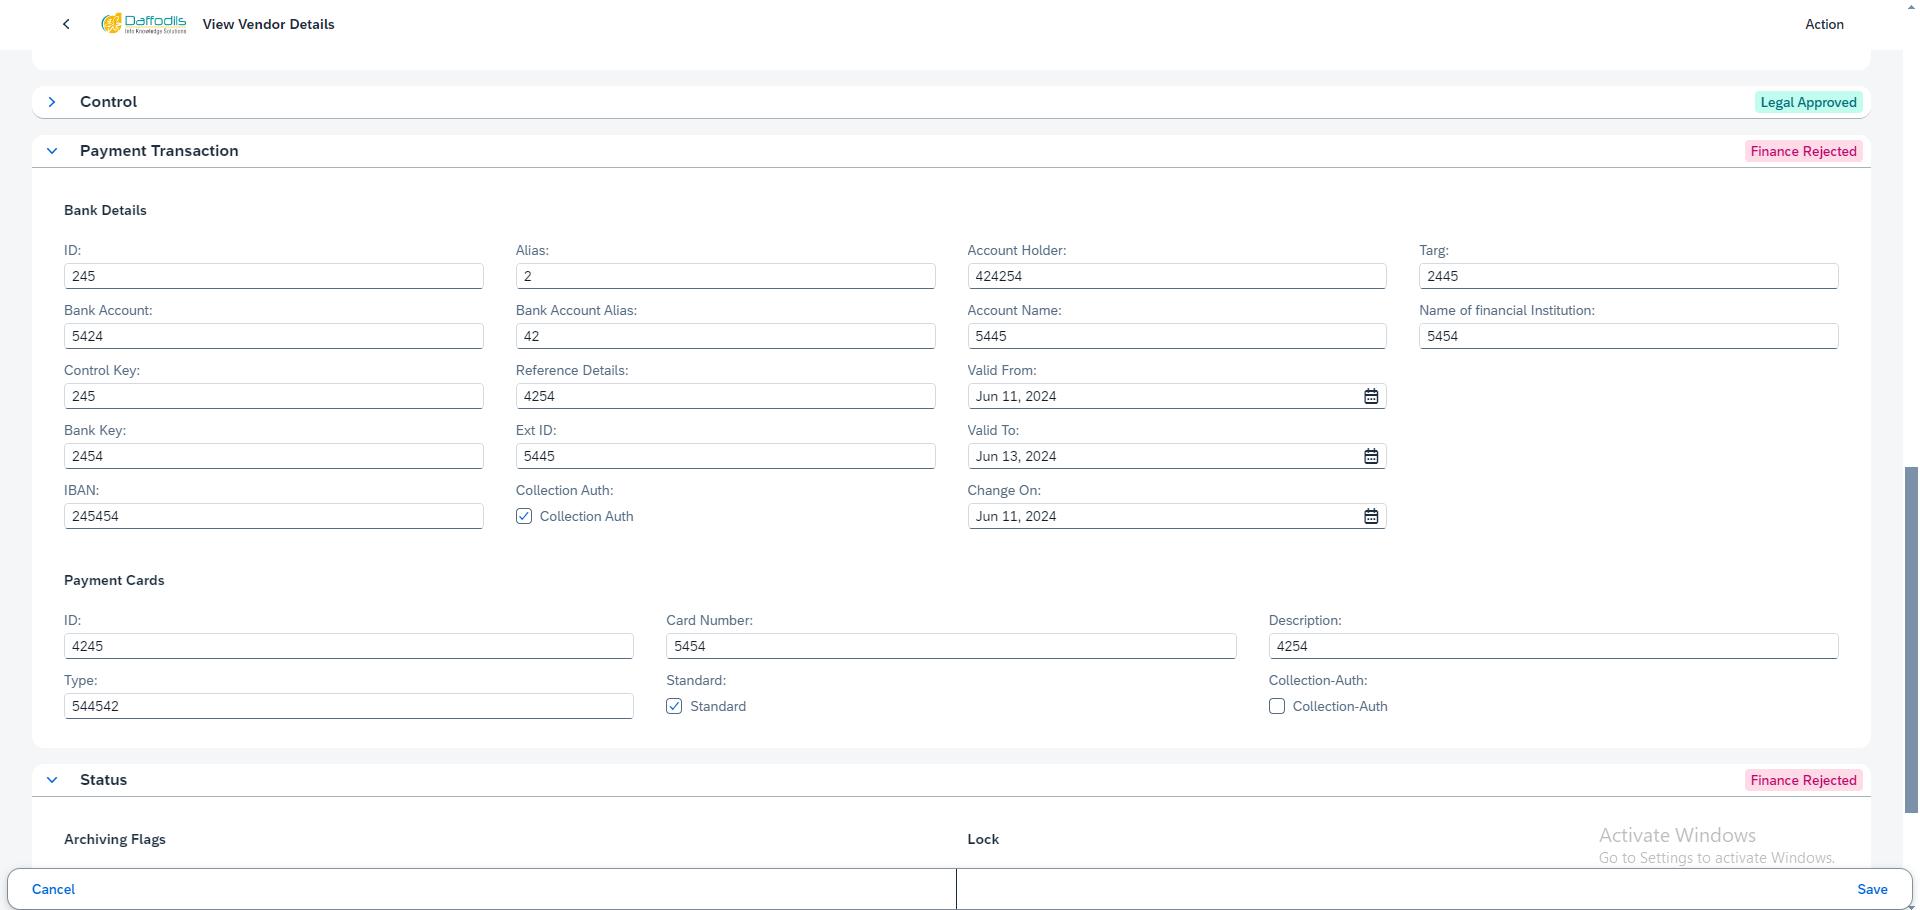 Daffodils
Info Knowledge Solutions
View Vendor Details
Action
Control
Legal Approved
Payment Transaction
Finance Rejected
Bank Details
ID:
Alias:
Account Holder:
Targ:
245
2
424254
2445
Bank Account:
Bank Account Alias:
Account Name:
Name of financial Institution:
5424
42
5445
5454
Control Key:
Reference Details:
Valid From:
245
4254
Jun 11, 2024
Bank Key:
Ext ID:
Valid To:
2454
5445
Jun 13, 2024
IBAN:
Collection Auth:
Change On:
245454
Collection Auth
Jun 11, 2024
Payment Cards
ID:
Card Number:
Description:
4245
5454
4254
Type:
Standard:
Collection-Auth:
544542
Standard
Collection-Auth
Status
Finance Rejected
Archiving Flags
Lock
Activate Windows
Go to Settings to activate Windows.
Cancel
Save